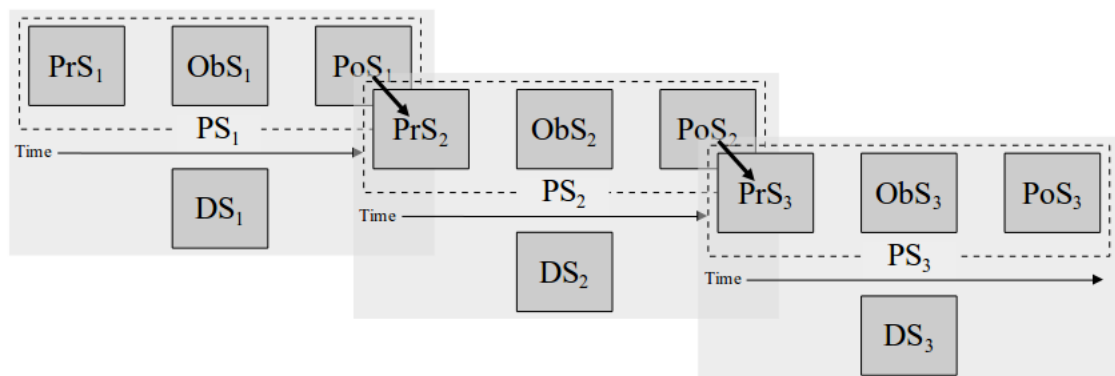 PrS₁ ObS₁ PoS₁
PS₁
Time
DS₁
PrS₂ ObS₂ PoS₂
PS₂
Time
DS₂
PrS₃ ObS₃ PoS₃
PS₃
Time
DS₃